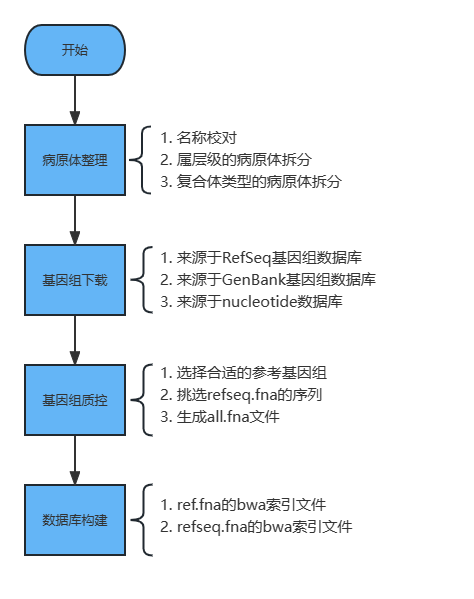 开始
病原体整理
1. 名称校对
2. 属层级的病原体拆分
3. 复合体类型的病原体拆分
基因组下载
1. 来源于RefSeq基因组数据库
2. 来源于GenBank基因组数据库
3. 来源于nucleotide数据库
基因组质控
1. 选择合适的参考基因组
2. 挑选refseq.fna的序列
3. 生成all.fna文件
数据库构建
1. ref.fna的bwa索引文件
2. refseq.fna的bwa索引文件